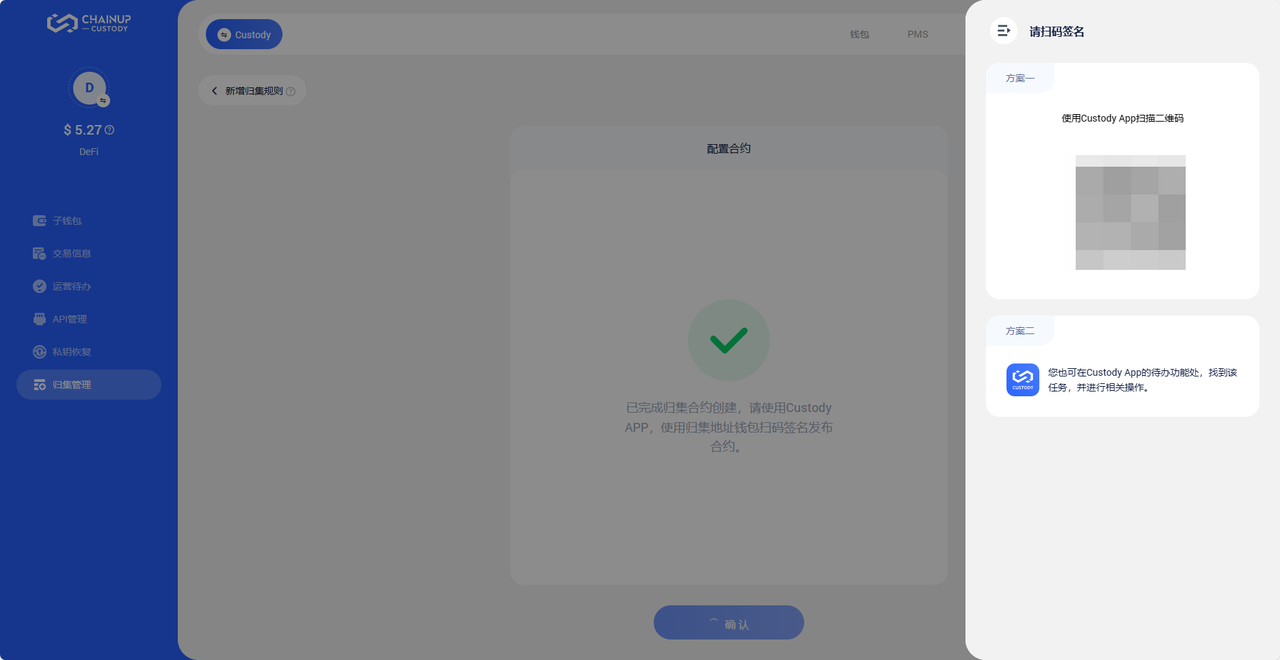 CHAINUP
CUSTODY
D
$ 5.27
DeFi
子钱包
交易信息
运营待办
API管理
私钥恢复
归集管理
Custody
钱包
PMS
新增归集规则
配置合约
已完成归集合约创建，请使用Custody
APP，使用归集地址钱包扫码签名发布
合约。
确认
请扫码签名
方案一
使用Custody App扫描二维码
方案二
CUSTODY
您也可在Custody App的待办功能处，找到该
任务，并进行相关操作。